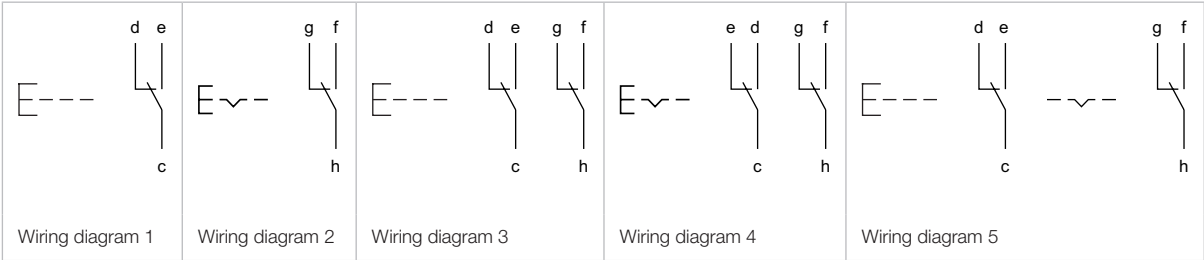 d e
c
Wiring diagram 1
g f
h
Wiring diagram 2
d e g f
c h
Wiring diagram 3
e d g f
c h
Wiring diagram 4
d e g f
c h
Wiring diagram 5